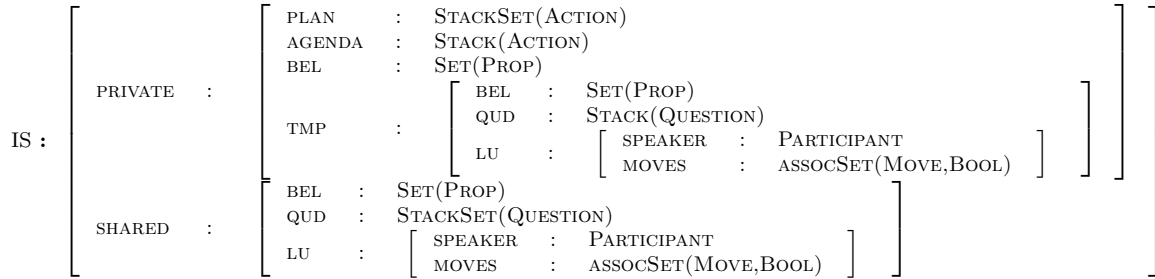 PLAN : STACKSET(ACTION)
AGENDA : STACK(ACTION)
BEL : SET(PROP)
PRIVATE :
BEL : SET(PROP)
QUD : STACK(QUESTION)
TMP :
SPEAKER : PARTICIPANT
LU :
MOVES : ASSOCSET(MOVE,BOOL)
IS :
BEL : SET(PROP)
QUD : STACKSET(QUESTION)
SHARED :
SPEAKER : PARTICIPANT
LU :
MOVES : ASSOCSET(MOVE,BOOL)